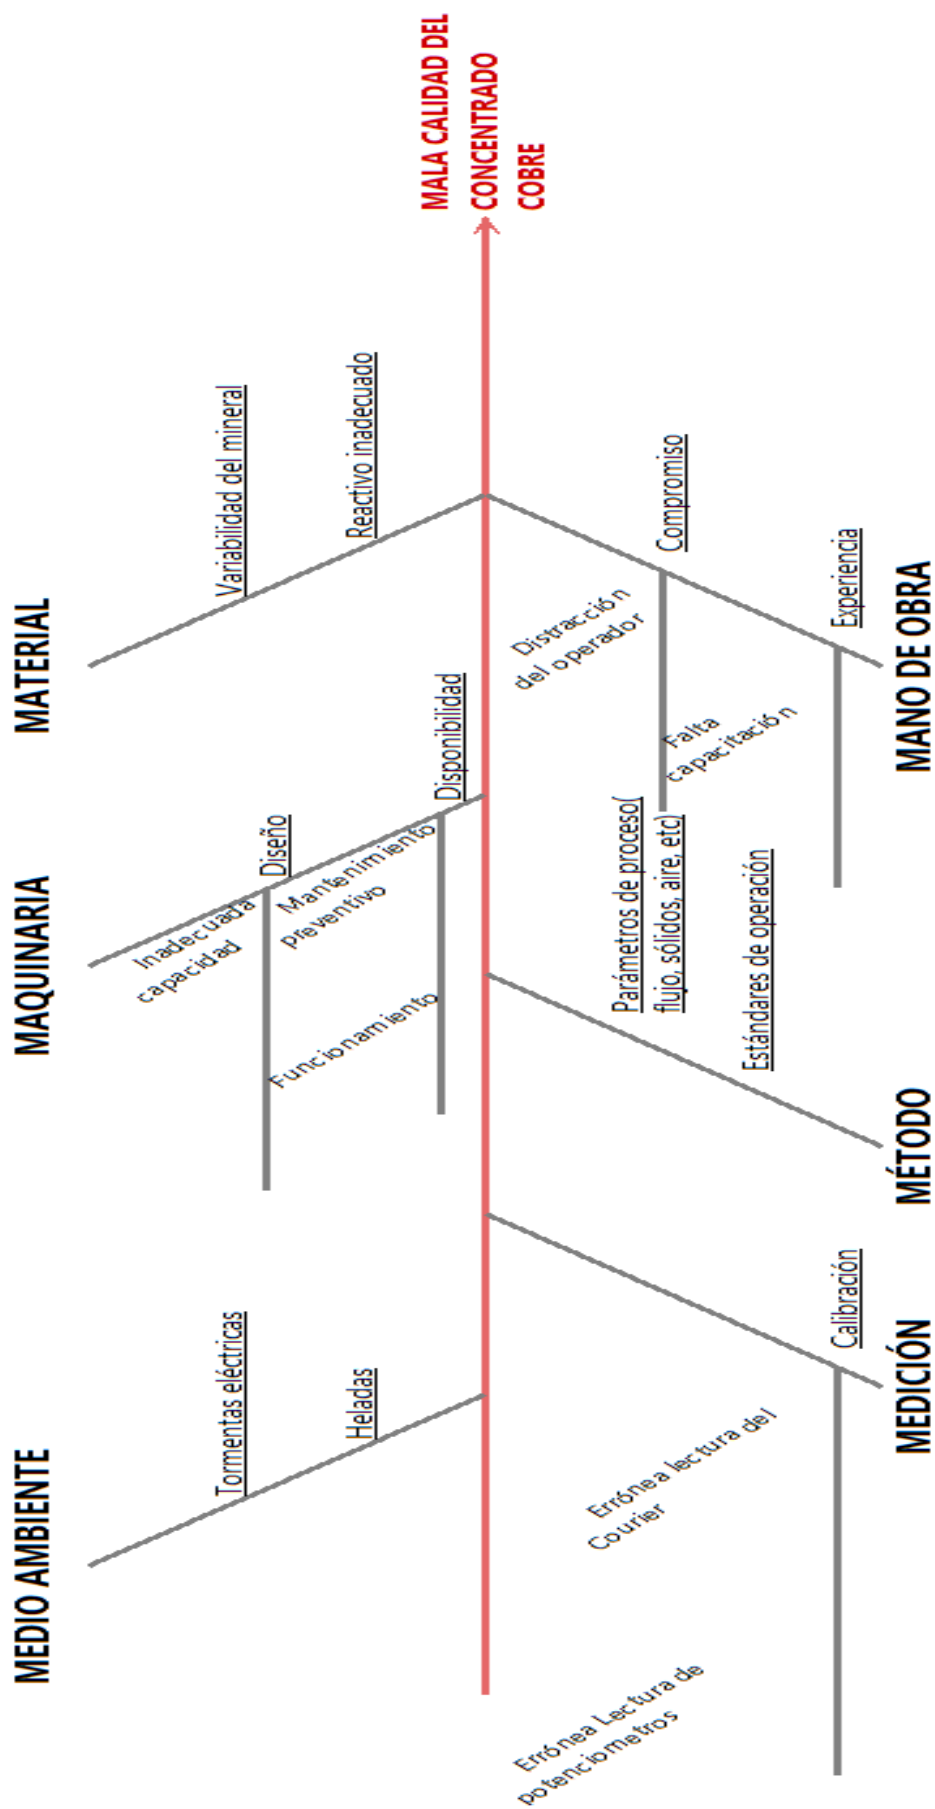 MEDIO AMBIENTE
MAQUINARIA
MATERIAL
Tormentas eléctricas
Heladas
Inadecuada
capacidad
Diseño
Funcionamiento
Mantenimiento
preventivo
Disponibilidad
Variabilidad del mineral
Reactivo inadecuado
MALA CALIDAD DEL
CONCENTRADO
COBRE
Errónea Lectura de
potenciometros
Errónea lectura del
Courier
Calibración
Parámetros de proceso(
flujo, sólidos, aire, etc)
Estándares de operación
Distracción
del operador
Compromiso
Falta
capacitación
Experiencia
MEDICIÓN
MÉTODO
MANO DE OBRA